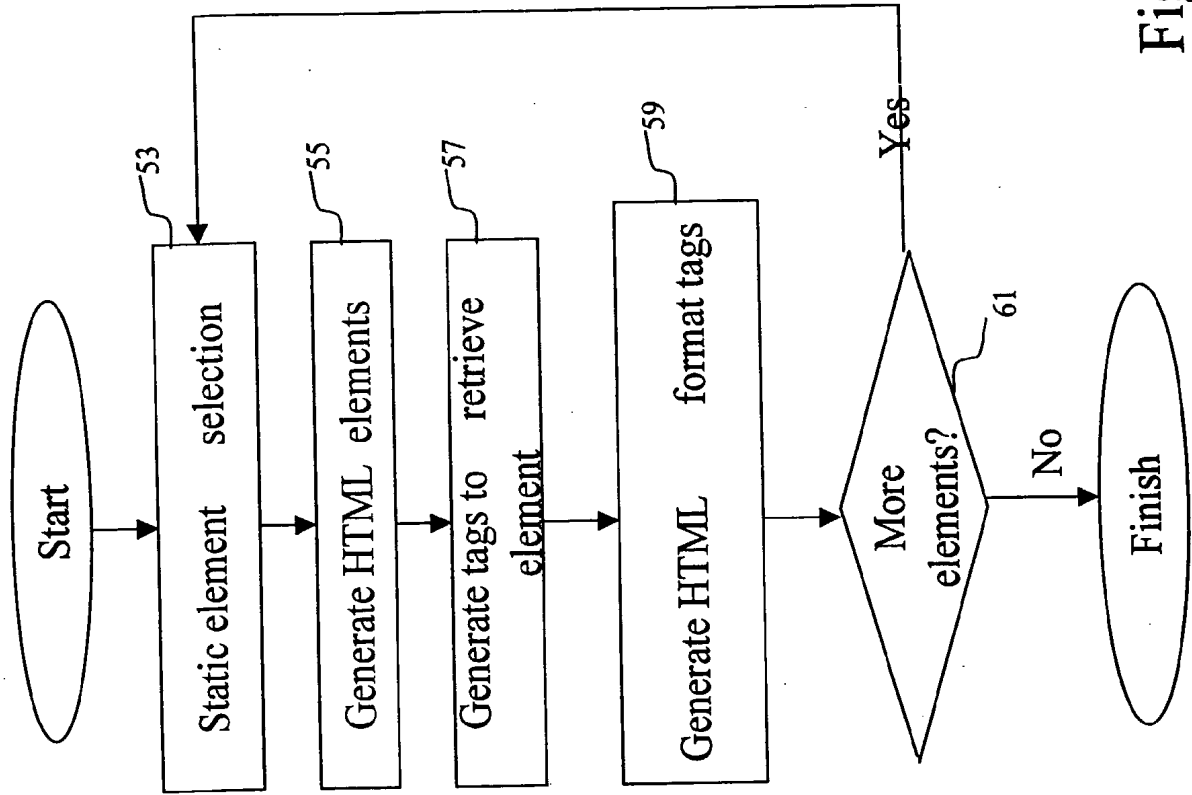 Start
53
Static element selection
55
Generate HTML elements
57
Generate tags to retrieve
element
59
Generate HTML format tags
More
elements?
61
Yes
No
Finish